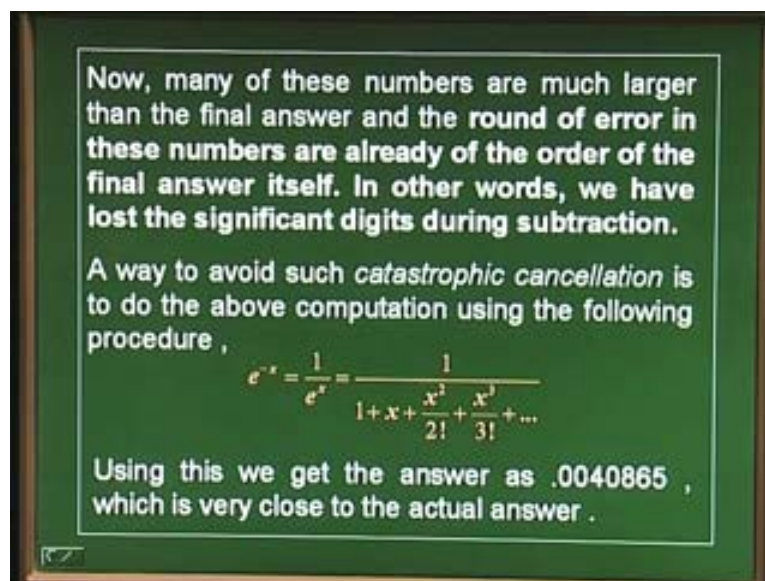 Now, many of these numbers are much larger
than the final answer and the round of error in
these numbers are already of the order of the
final answer itself. In other words, we have
lost the significant digits during subtraction.
A way to avoid such catastrophic cancellation is
to do the above computation using the following
procedure ,
e^{-x} = \frac{1}{e^x} = \frac{1}{1+x+\frac{x^2}{2!}+\frac{x^3}{3!}+...}
Using this we get the answer as .0040865 ,
which is very close to the actual answer .